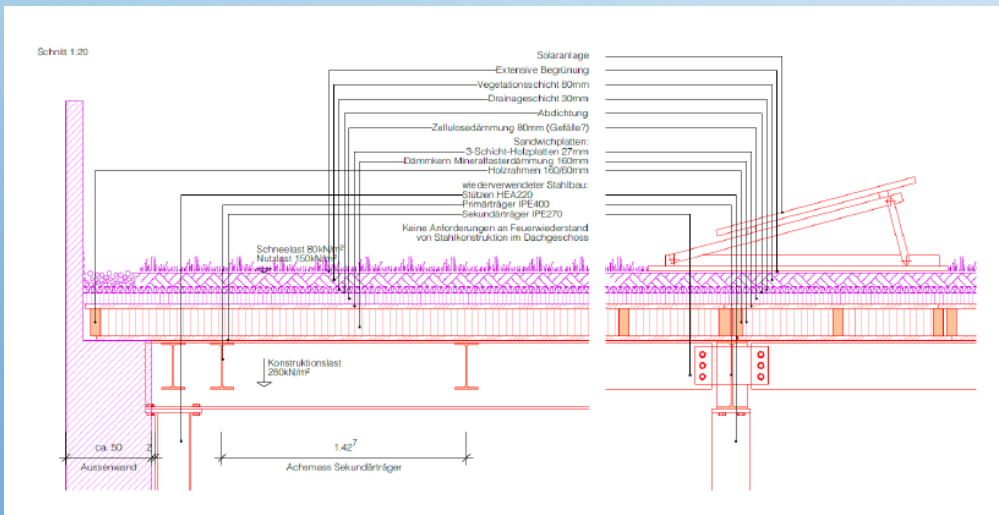 Schnitt 1:20
Solaranlage
Extensive Begrünung
Vegetationsschicht 80mm
Drainageschicht 30mm
Abdichtung
Zellulosedämmung 80mm (Gefälle?)
Sandwichplatten:
3-Schicht-Holzplatten 27mm
Dämmkern Mineralfasterdämmung 160mm
Holzrahmen 160/60mm
wiederverwendeter Stahlbau:
Stützen HEA220
Primärträger IPE400
Sekundärträger IPE270
Keine Anforderungen an Feuerwiederstand
von Stahlkonstruktion im Dachgeschoss
Schneelast 80kN/m²
Nutzlast 150kN/m²
Konstruktionslast
280kN/m²
ca. 50 2 1.42⁷
Aussenwand Achsmass Sekundärträger